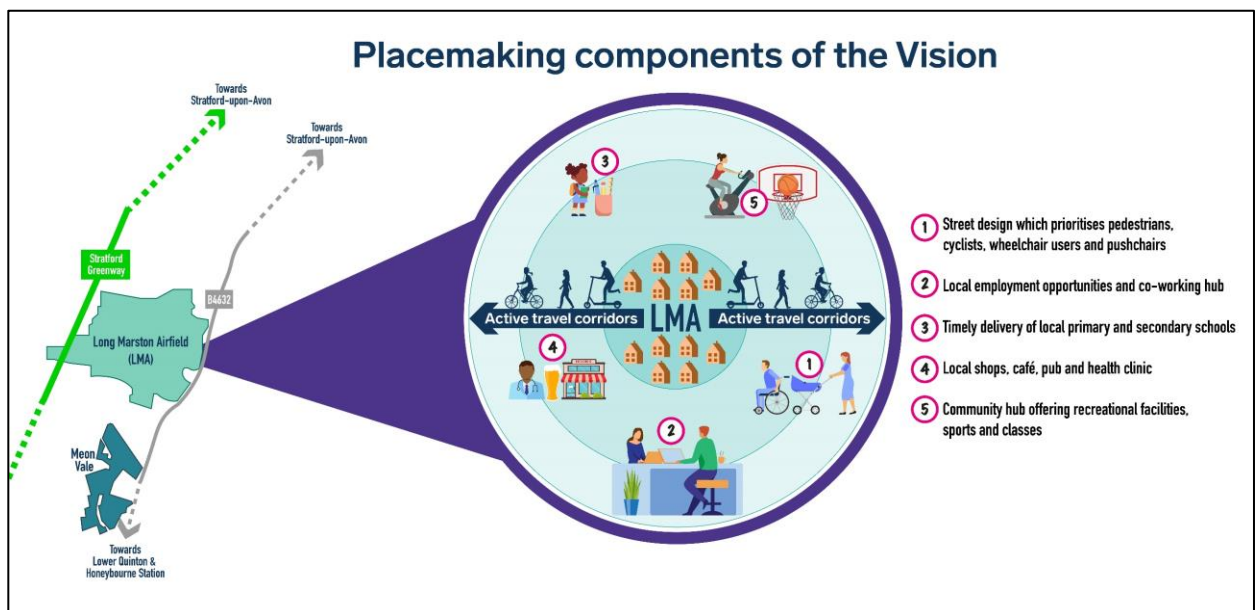 Placemaking components of the Vision
Towards
Stratford-upon-Avon
Towards
Stratford-upon-Avon
Stratford
Greenway
B4632
Long Marston Airfield
(LMA)
Meon
Vale
Towards
Lower Quinton &
Honeybourne Station
3
5
Active travel corridors
LMA
Active travel corridors
4
1
2
1 Street design which prioritises pedestrians,
cyclists, wheelchair users and pushchairs
2 Local employment opportunities and co-working hub
3 Timely delivery of local primary and secondary schools
4 Local shops, café, pub and health clinic
5 Community hub offering recreational facilities,
sports and classes